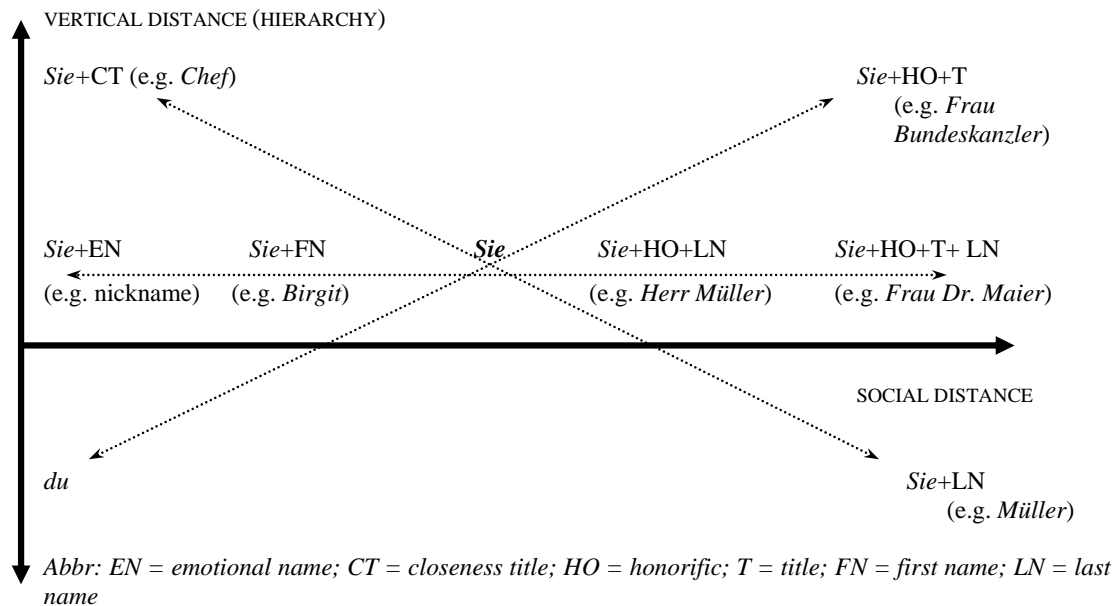 VERTICAL DISTANCE (HIERARCHY)
Sie+CT (e.g. Chef)
Sie+HO+T
(e.g. Frau
Bundeskanzler)
Sie+EN
(e.g. nickname)
Sie+FN
(e.g. Birgit)
Sie
Sie+HO+LN
(e.g. Herr Müller)
Sie+HO+T+ LN
(e.g. Frau Dr. Maier)
SOCIAL DISTANCE
du
Sie+LN
(e.g. Müller)
Abbr: EN = emotional name; CT = closeness title; HO = honorific; T = title; FN = first name; LN = last
name